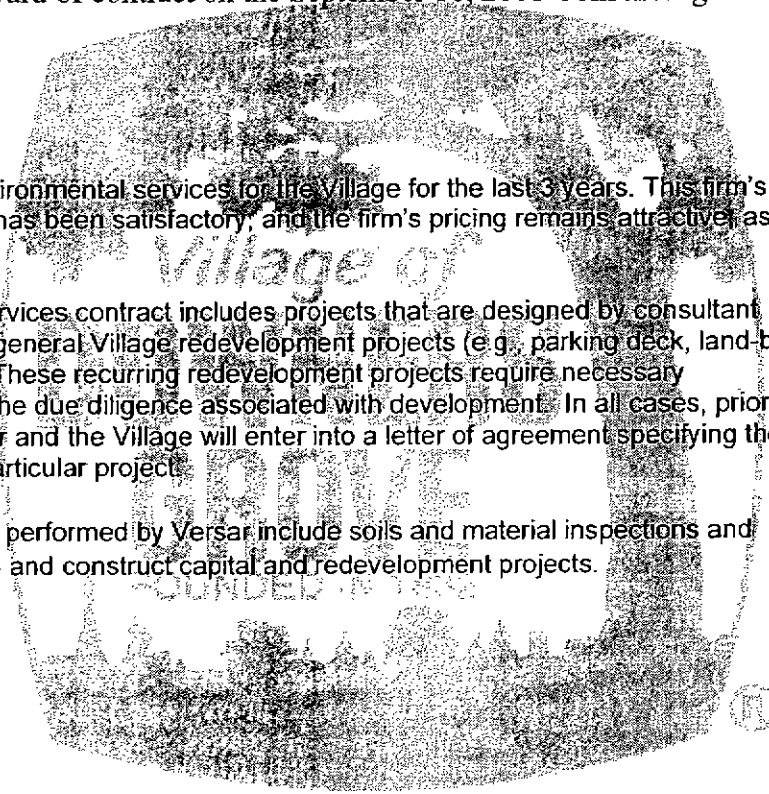 ironmental services for the Village for the last 3 years. This firm's
has been satisfactory, and the firm's pricing remains attractive, as
Village of
rvices contract includes projects that are designed by consultant
general Village redevelopment projects (e.g., parking deck, land-b
These recurring redevelopment projects require necessary
he due diligence associated with development. In all cases, prior
r and the Village will enter into a letter of agreement specifying the
articular project.
GROVE
performed by Versar include soils and material inspections and
and construct capital and redevelopment projects.
FOUNDED IN